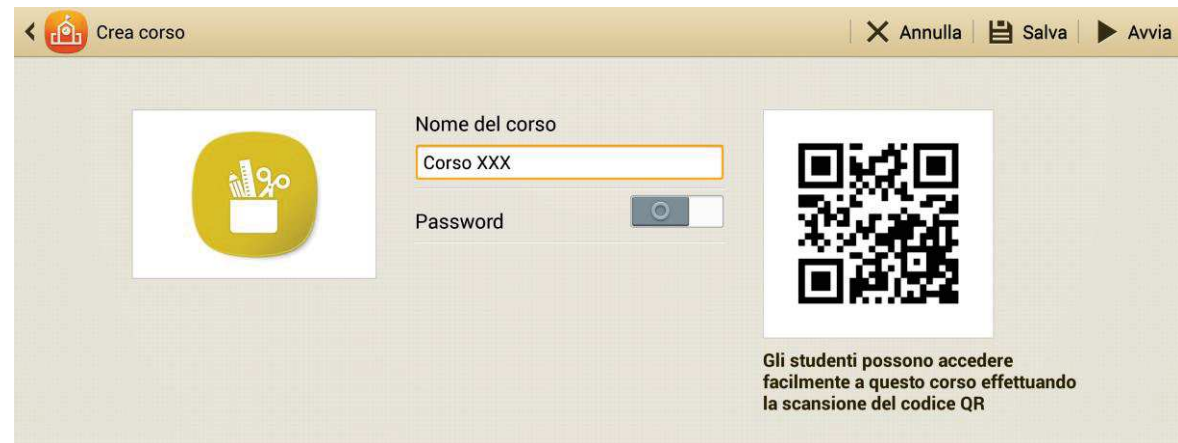 Crea corso
Annulla
Salva
Avvia
Nome del corso
Corso XXX
Password
Gli studenti possono accedere
facilmente a questo corso effettuando
la scansione del codice QR